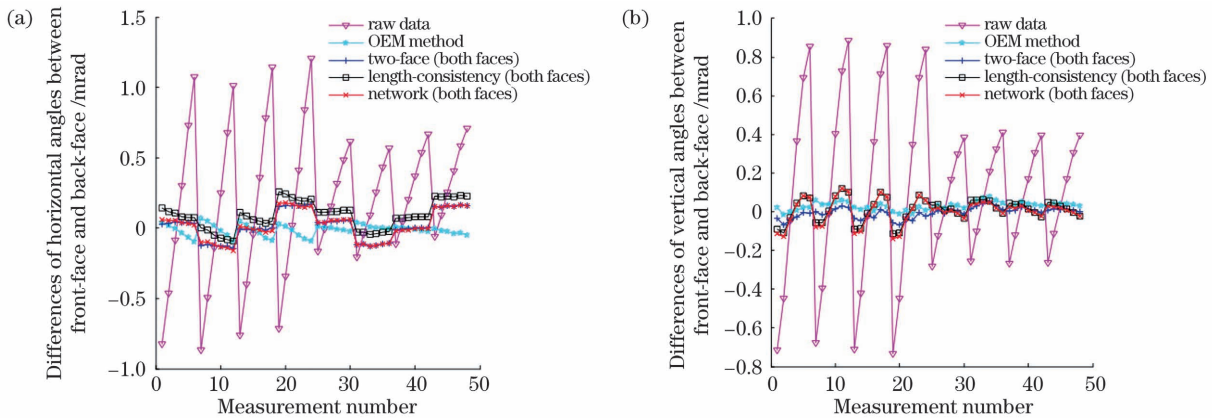 (a)
Differences of horizontal angles between
front-face and back-face /mrad
1.5
1.0
0.5
0
−0.5
−1.0
raw data
OEM method
two-face (both faces)
length-consistency (both faces)
network (both faces)
0 10 20 30 40 50
Measurement number
(b)
Differences of vertical angles between
front-face and back-face /mrad
1.0
0.8
0.6
0.4
0.2
0
−0.2
−0.4
−0.6
−0.8
raw data
OEM method
two-face (both faces)
length-consistency (both faces)
network (both faces)
0 10 20 30 40 50
Measurement number